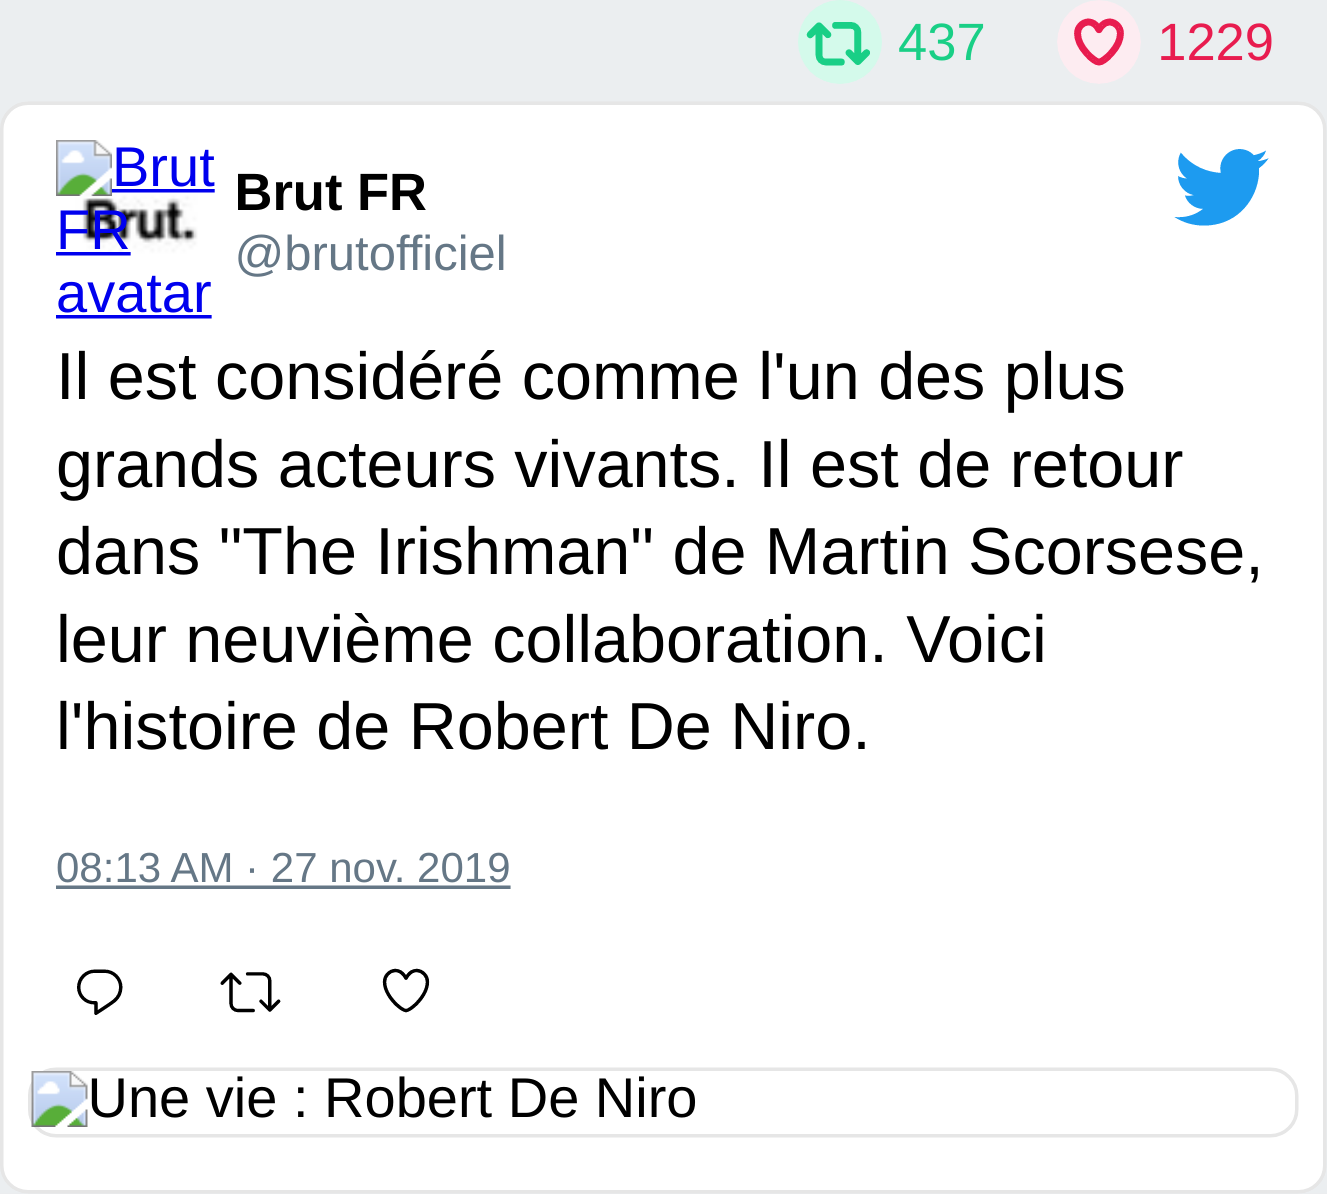 437 1229
Brut
FR
avatar
Brut.
Brut FR
@brutofficiel
Il est considéré comme l'un des plus
grands acteurs vivants. Il est de retour
dans "The Irishman" de Martin Scorsese,
leur neuvième collaboration. Voici
l'histoire de Robert De Niro.
08:13 AM · 27 nov. 2019
Une vie : Robert De Niro